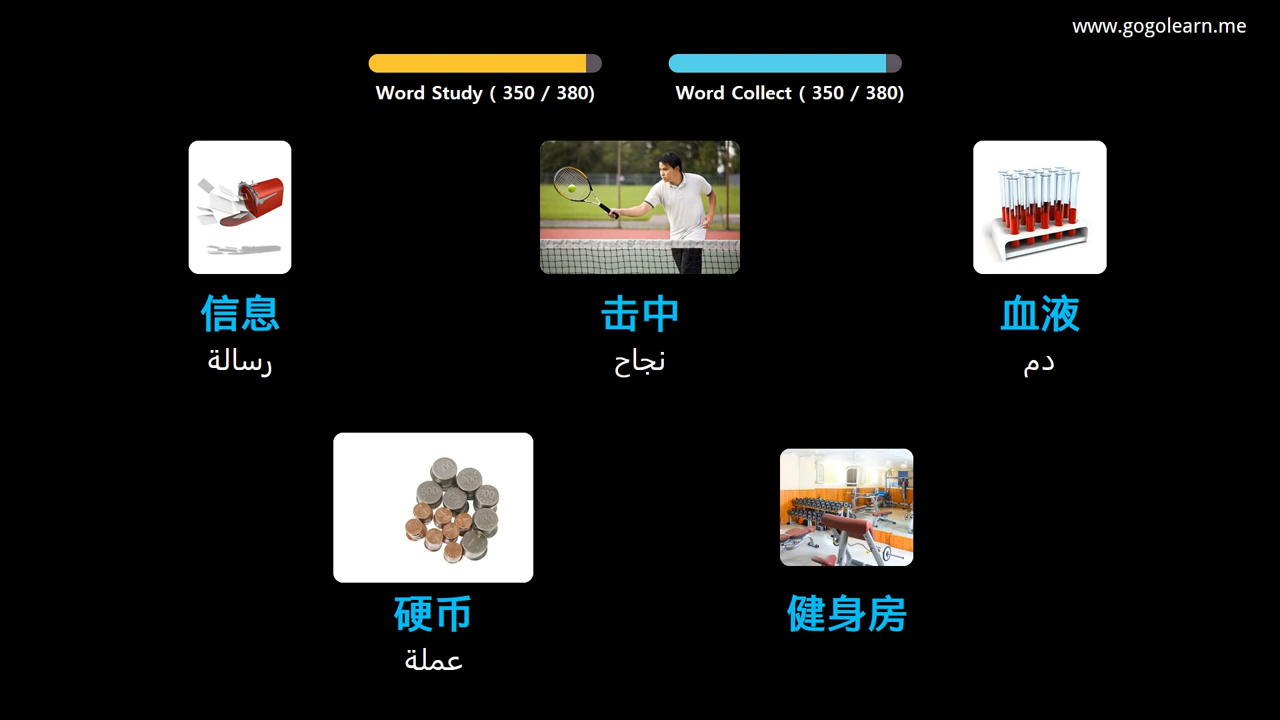 www.gogolearn.me
Word Study ( 350 / 380)
Word Collect ( 350 / 380)
信息
رسالة
击中
نجاح
血液
دم
硬币
عملة
健身房